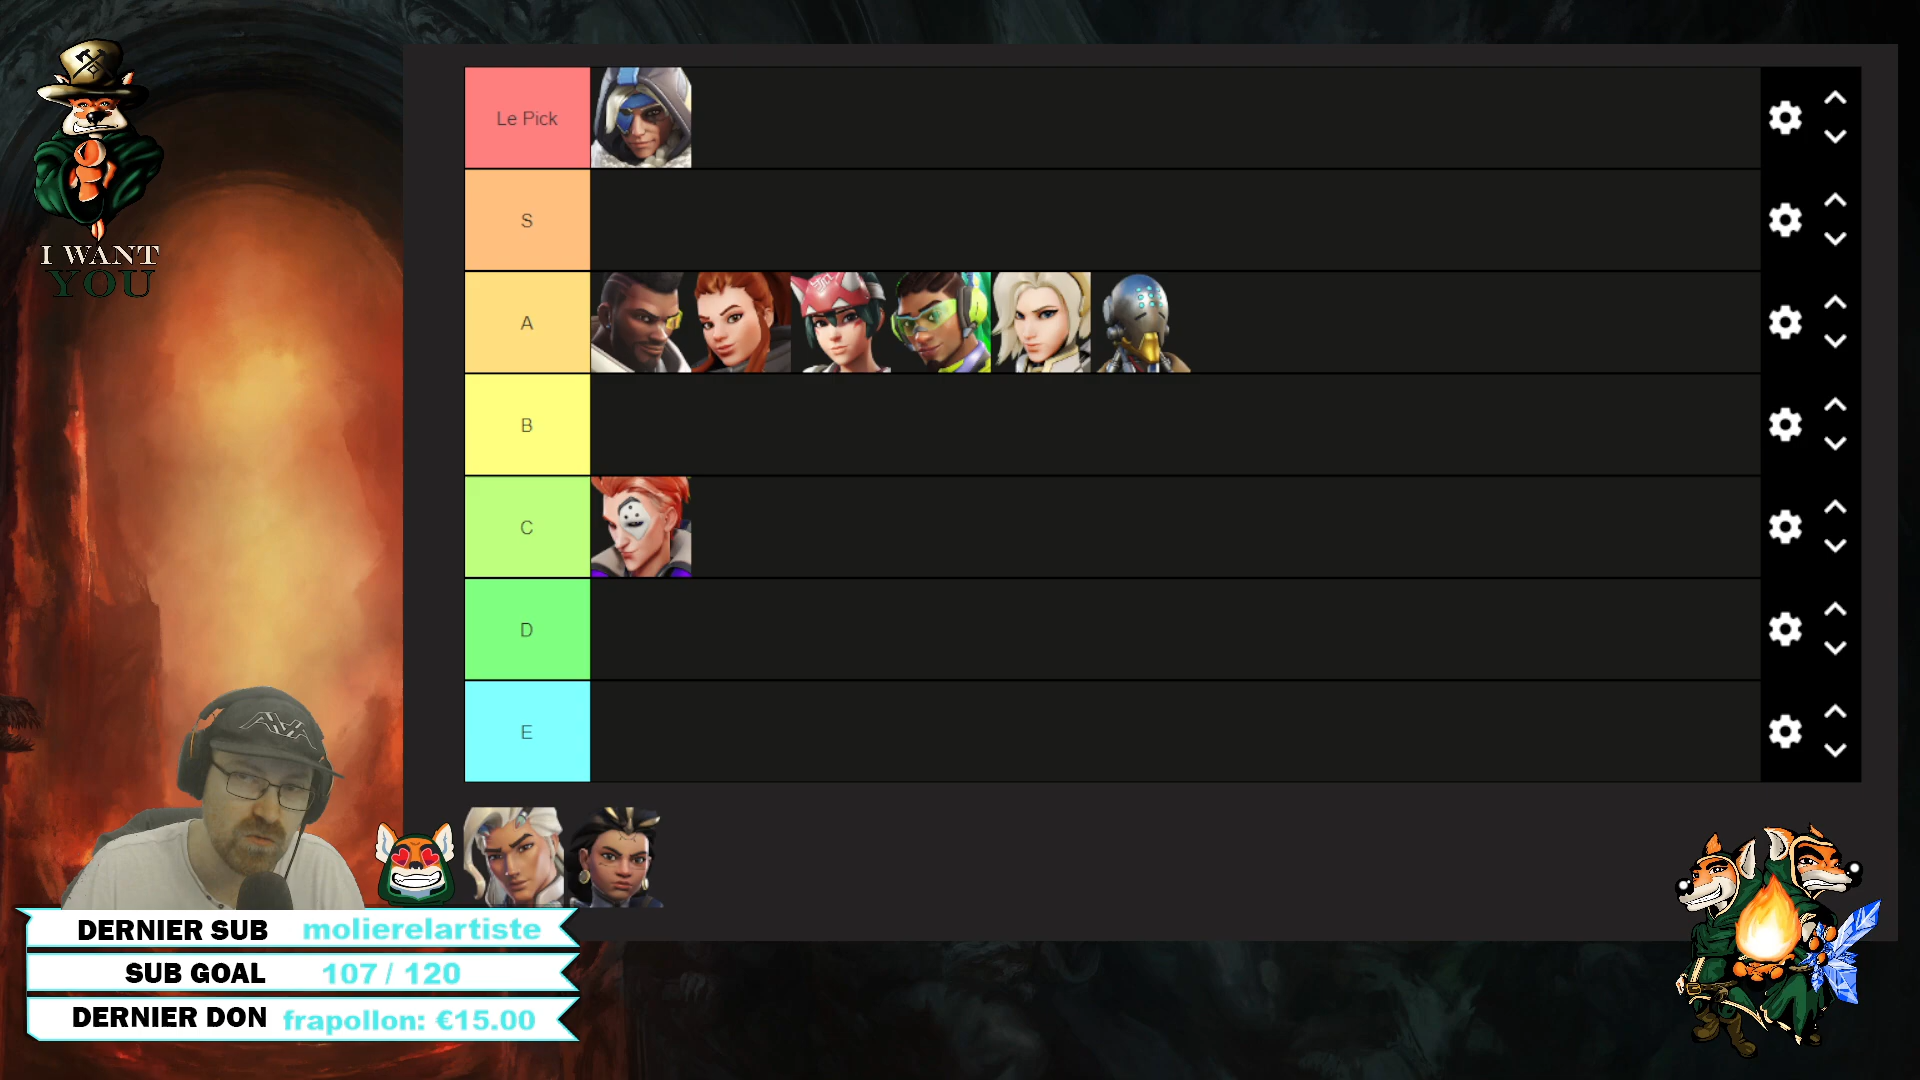 Le Pick
S
A
B
C
D
E
I WANT
YOU
DERNIER SUB molierelartiste
SUB GOAL 107 / 120
DERNIER DON frapollon: €15.00